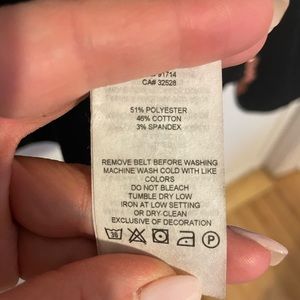 91714
CA# 32528
51% POLYESTER
46% COTTON
3% SPANDEX
REMOVE BELT BEFORE WASHING
MACHINE WASH COLD WITH LIKE
COLORS
DO NOT BLEACH
TUMBLE DRY LOW
IRON AT LOW SETTING
OR DRY-CLEAN
EXCLUSIVE OF DECORATION
P